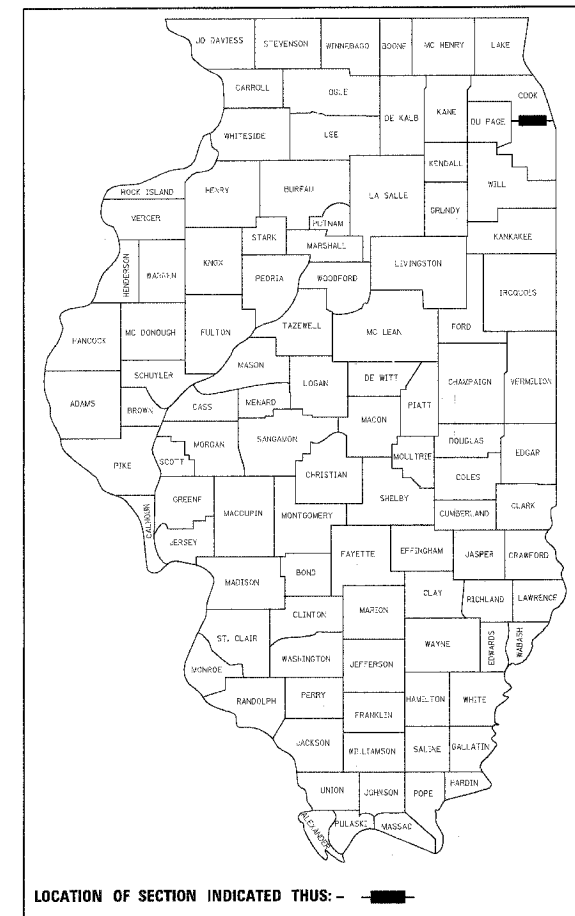 JO DAVIESS STEVENSON WINNEBAGO BOONE MC HENRY LAKE
CARROLL OGLE DE KALB KANE COOK
DU PAGE
WHITESIDE LEE
KENDALL WILL
ROCK ISLAND HENRY BUREAU LA SALLE
GRUNDY
MERCER PUTNAM
STARK MARSHALL KANKAKEE
HENDERSON WARREN KNOX LIVINGSTON
PEORIA WOODFORD IROQUOIS
TAZEWELL FORD
HANCOCK MC DONOUGH FULTON MC LEAN
MASON
SCHUYLER DE WITT CHAMPAIGN VERMILION
LOGAN
ADAMS BROWN CASS MENARD PIATT
MACON
MORGAN SANGAMON DOUGLAS
MOULTRIE EDGAR
PIKE SCOTT CHRISTIAN COLES
SHELBY
GREENE MACOUPIN MONTGOMERY CUMBERLAND CLARK
CALHOUN
JERSEY FAYETTE EFFINGHAM JASPER CRAWFORD
MADISON BOND
CLAY RICHLAND LAWRENCE
CLINTON MARION
ST. CLAIR WAYNE EDWARDS WABASH
WASHINGTON JEFFERSON
MONROE
RANDOLPH PERRY HAMILTON WHITE
FRANKLIN
JACKSON WILLIAMSON SALINE GALLATIN
HARDIN
UNION JOHNSON POPE
ALEXANDER PULASKI MASSAC
LOCATION OF SECTION INDICATED THUS: -